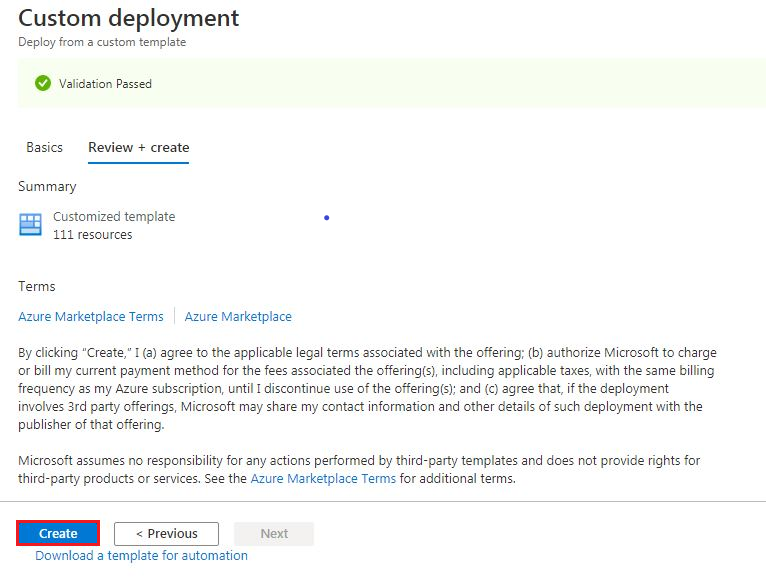 Custom deployment
Deploy from a custom template
Validation Passed
Basics
Review + create
Summary
Customized template
111 resources
Terms
Azure Marketplace Terms
Azure Marketplace
By clicking “Create,” I (a) agree to the applicable legal terms associated with the offering; (b) authorize Microsoft to charge
or bill my current payment method for the fees associated the offering(s), including applicable taxes, with the same billing
frequency as my Azure subscription, until I discontinue use of the offering(s); and (c) agree that, if the deployment
involves 3rd party offerings, Microsoft may share my contact information and other details of such deployment with the
publisher of that offering.
Microsoft assumes no responsibility for any actions performed by third-party templates and does not provide rights for
third-party products or services. See the Azure Marketplace Terms for additional terms.
Create
< Previous
Next
Download a template for automation